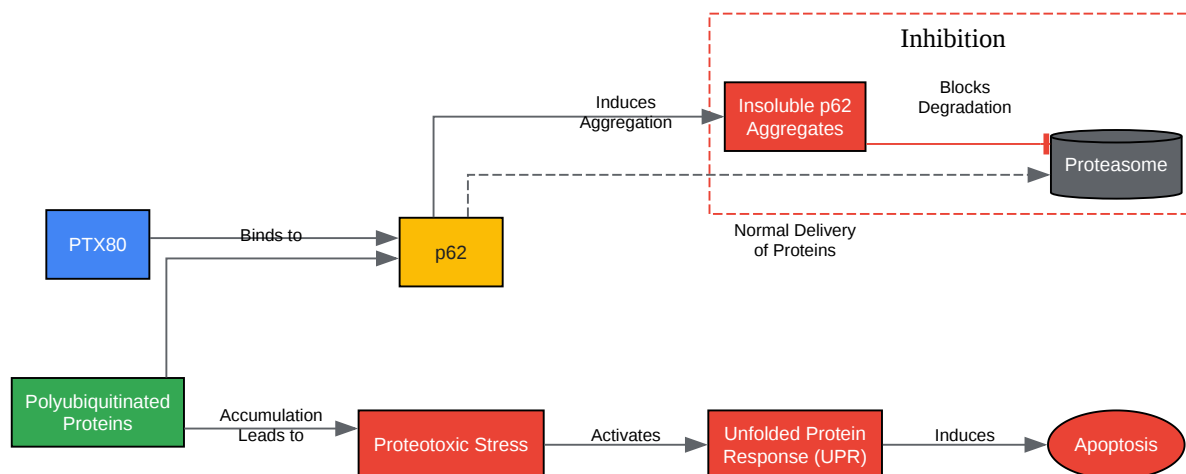 Inhibition
Induces
Aggregation
Insoluble p62
Aggregates
Blocks
Degradation
Proteasome
PTX80
Binds to
p62
Normal Delivery
of Proteins
Polyubiquitinated
Proteins
Accumulation
Leads to
Proteotoxic Stress
Activates
Unfolded Protein
Response (UPR)
Induces
Apoptosis